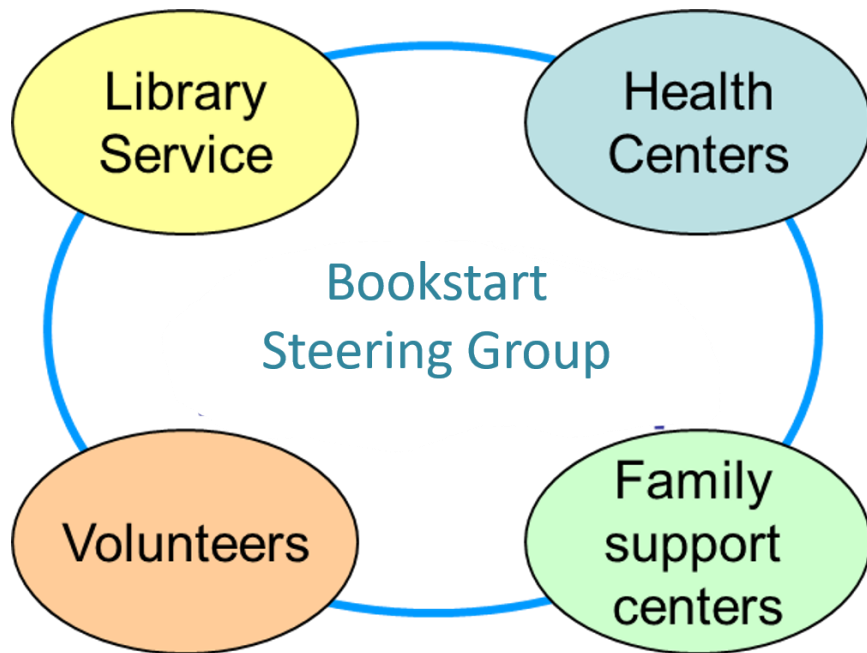 Library
Service
Health
Centers
Bookstart
Steering Group
Volunteers
Family
support
centers